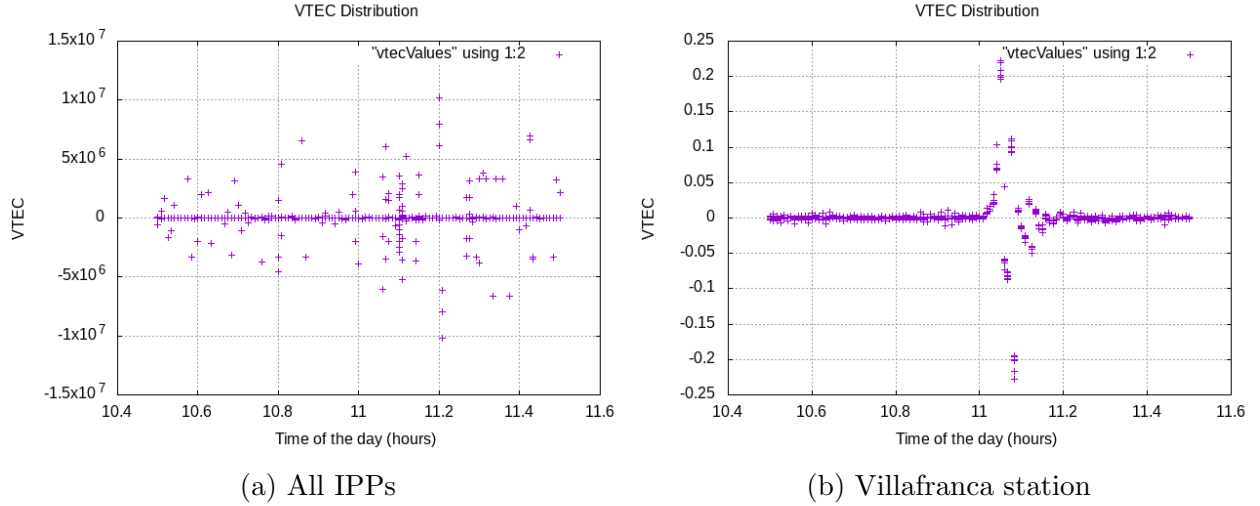 VTEC Distribution
"vtecValues" using 1:2
1.5x10^7
1x10^7
5x10^6
0
-5x10^6
-1x10^7
-1.5x10^7
VTEC
10.4 10.6 10.8 11 11.2 11.4 11.6
Time of the day (hours)
(a) All IPPs
VTEC Distribution
"vtecValues" using 1:2
0.25
0.2
0.15
0.1
0.05
0
-0.05
-0.1
-0.15
-0.2
-0.25
VTEC
10.4 10.6 10.8 11 11.2 11.4 11.6
Time of the day (hours)
(b) Villafranca station